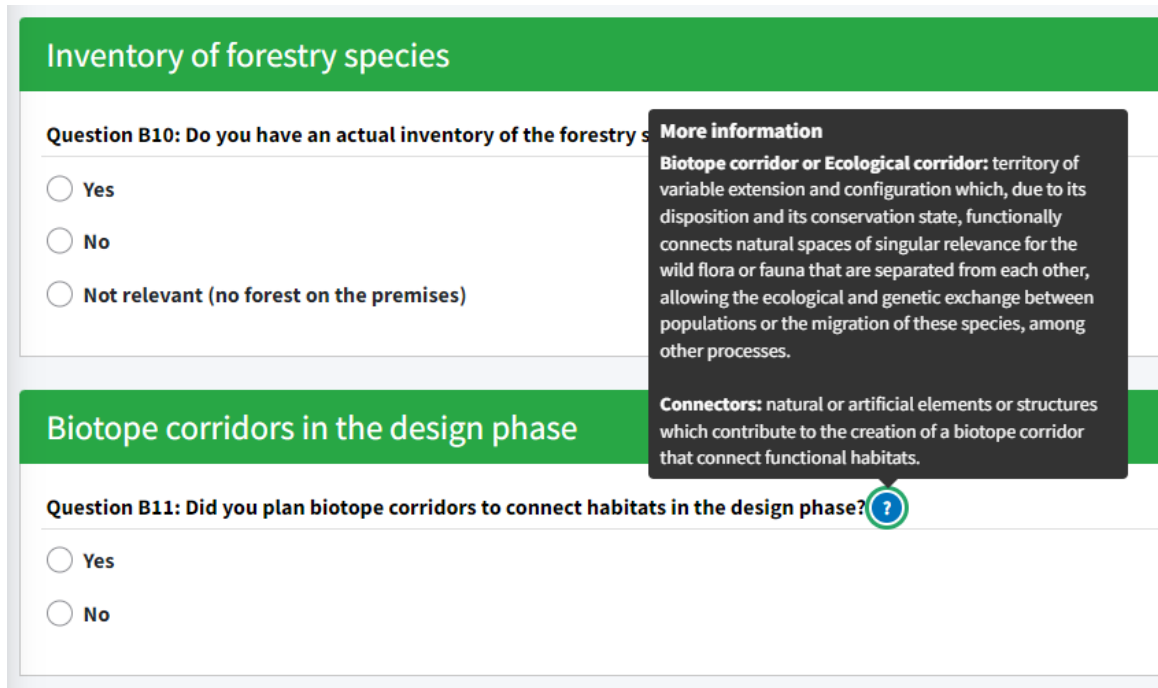 Inventory of forestry species
Question B10: Do you have an actual inventory of the forestry s
Yes
No
Not relevant (no forest on the premises)
More information
Biotope corridor or Ecological corridor: territory of
variable extension and configuration which, due to its
disposition and its conservation state, functionally
connects natural spaces of singular relevance for the
wild flora or fauna that are separated from each other,
allowing the ecological and genetic exchange between
populations or the migration of these species, among
other processes.
Connectors: natural or artificial elements or structures
which contribute to the creation of a biotope corridor
that connect functional habitats.
Biotope corridors in the design phase
Question B11: Did you plan biotope corridors to connect habitats in the design phase? ?
Yes
No